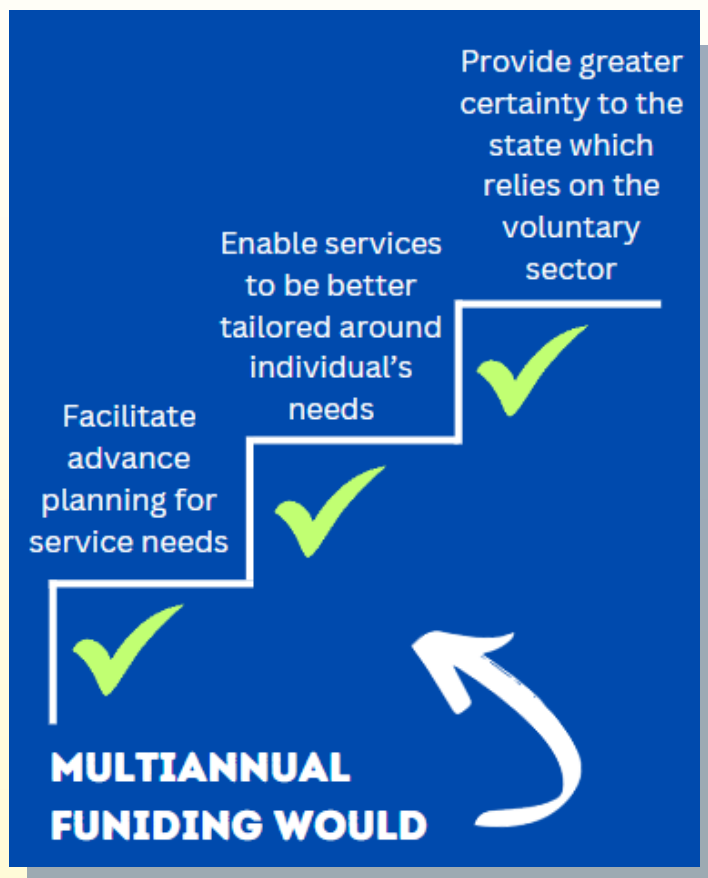 Provide greater
certainty to the
state which
relies on the
voluntary
sector
Enable services
to be better
tailored around
individual's
needs
Facilitate
advance
planning for
service needs
MULTIANNUAL
FUNIDING WOULD